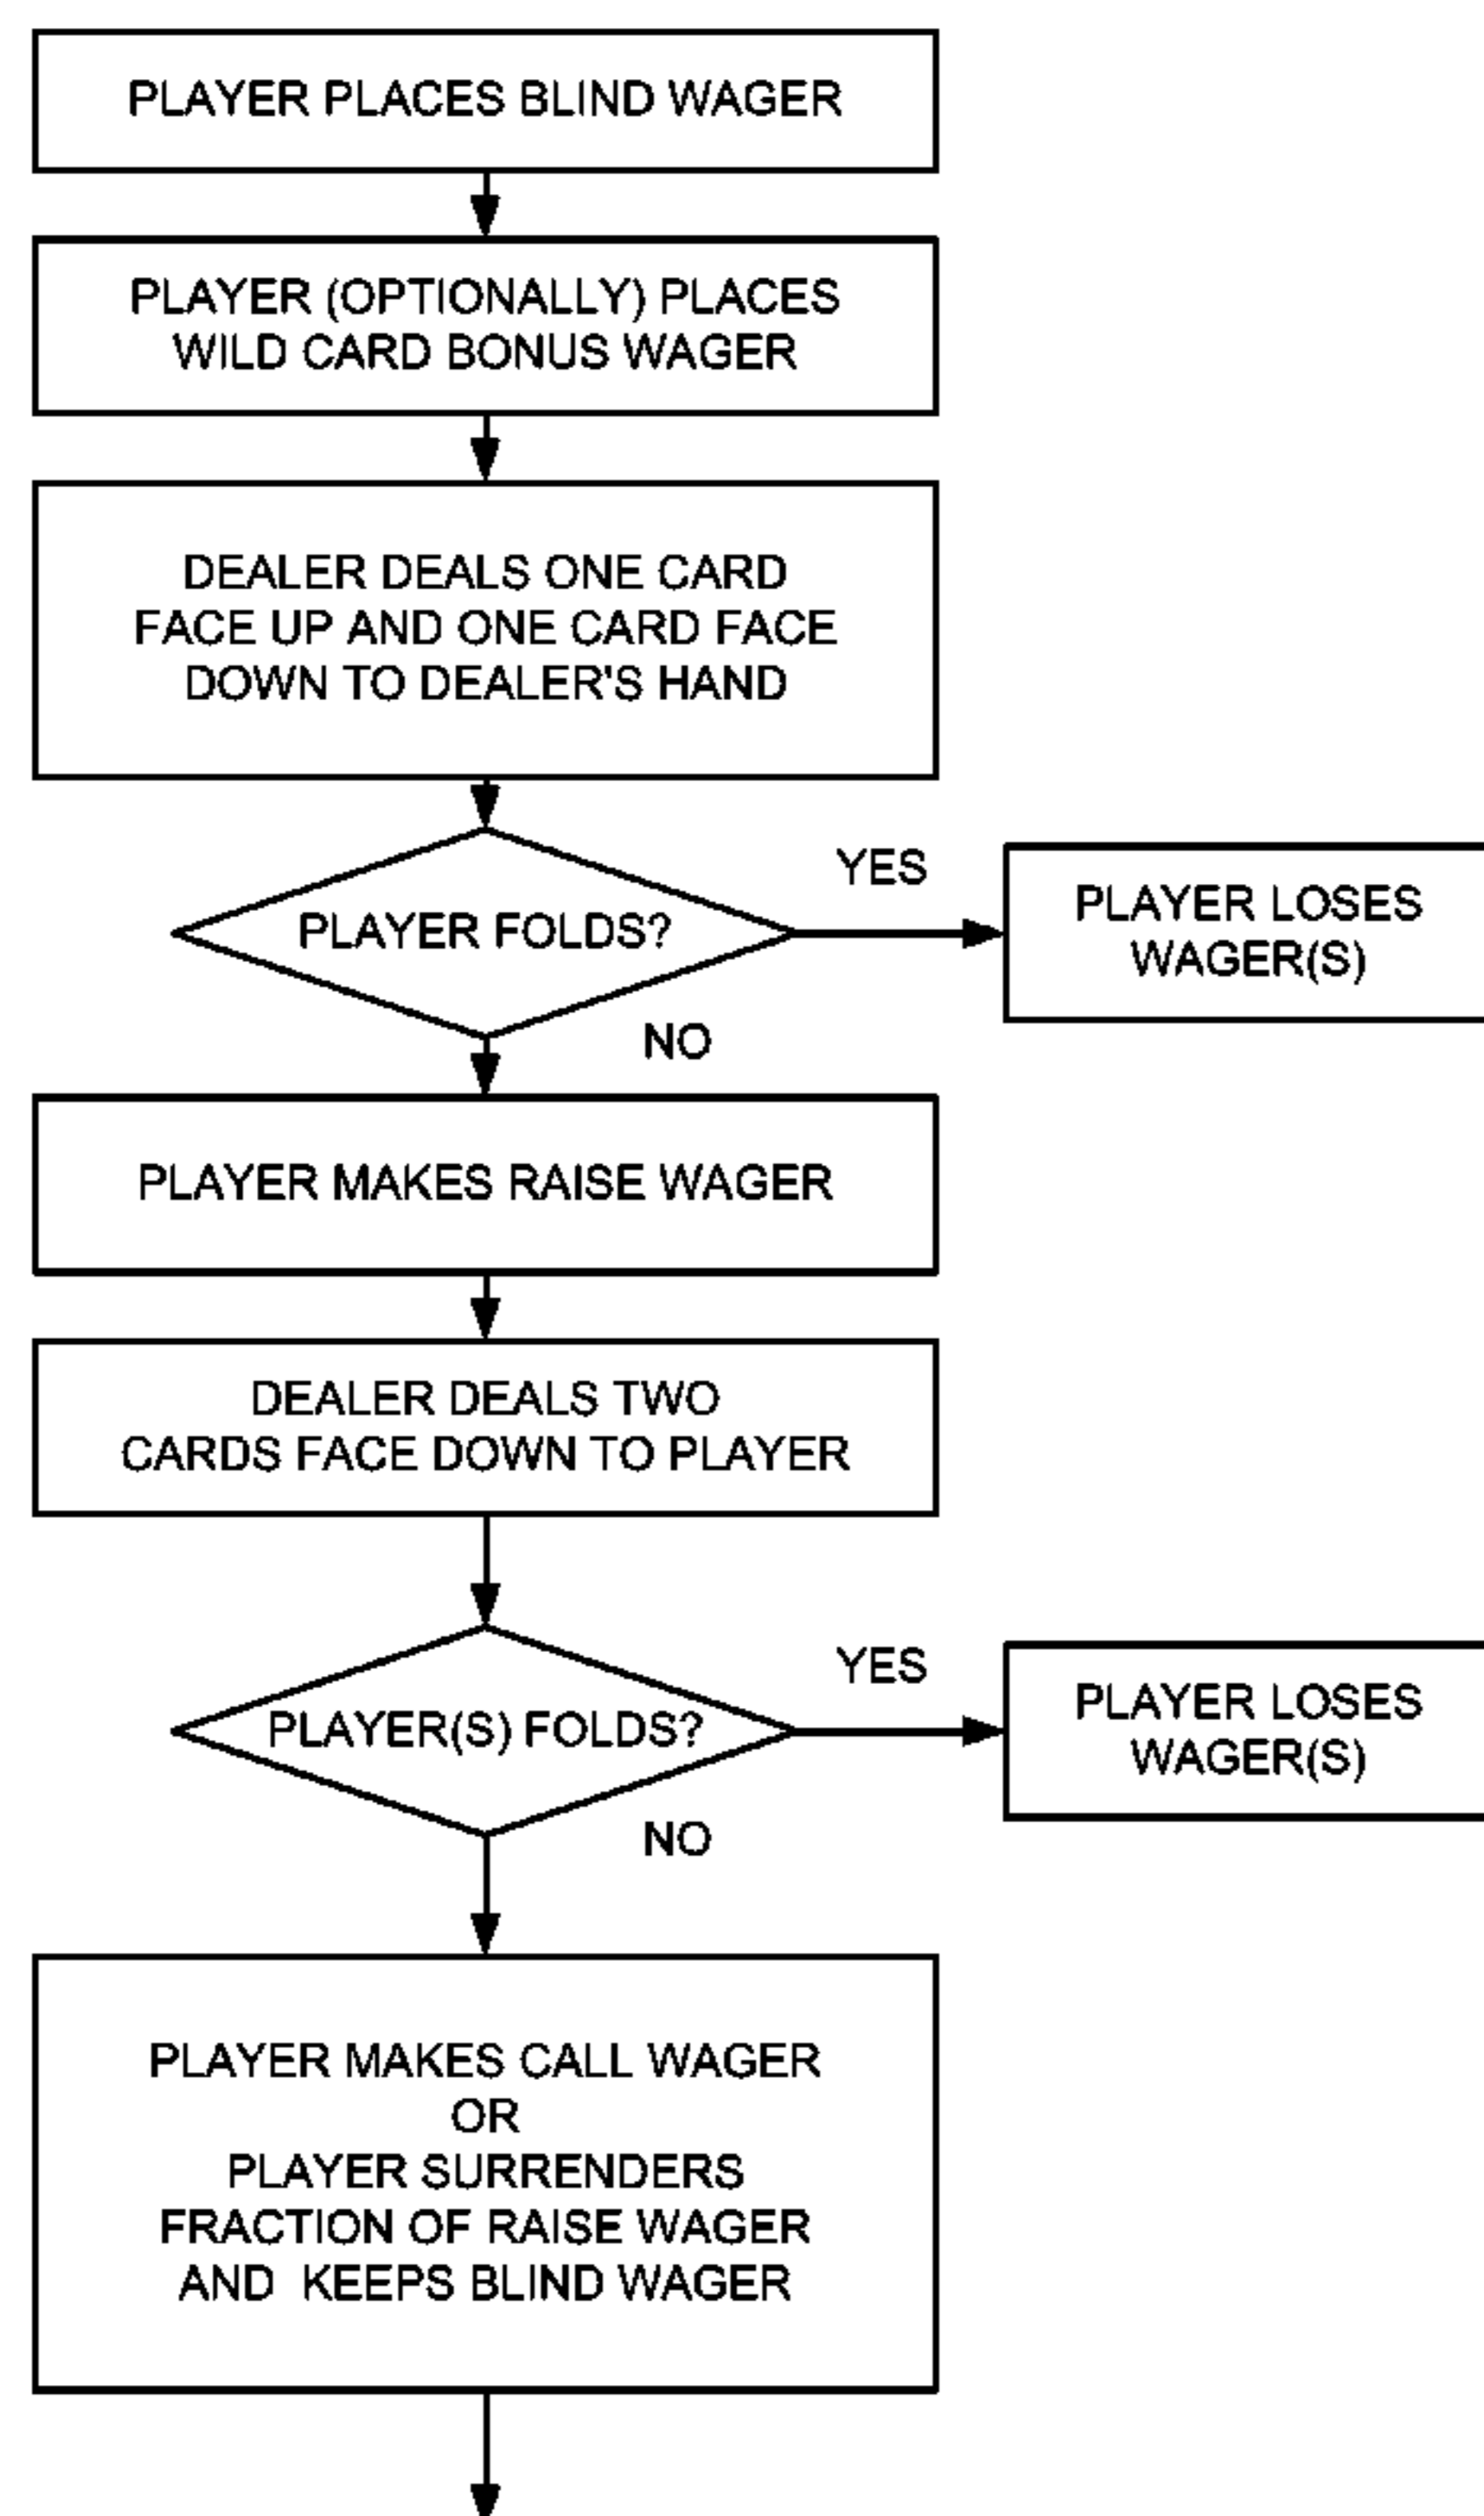 PLAYER PLACES BLIND WAGER
PLAYER (OPTIONALLY) PLACES
WILD CARD BONUS WAGER
DEALER DEALS ONE CARD
FACE UP AND ONE CARD FACE
DOWN TO DEALER'S HAND
PLAYER FOLDS?
YES
PLAYER LOSES
WAGER(S)
NO
PLAYER MAKES RAISE WAGER
DEALER DEALS TWO
CARDS FACE DOWN TO PLAYER
PLAYER(S) FOLDS?
YES
PLAYER LOSES
WAGER(S)
NO
PLAYER MAKES CALL WAGER
OR
PLAYER SURRENDERS
FRACTION OF RAISE WAGER
AND KEEPS BLIND WAGER